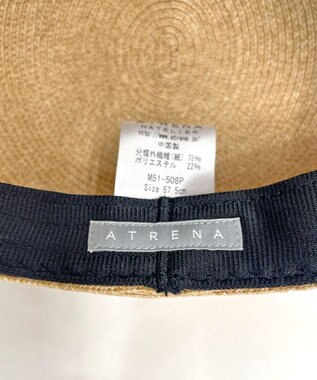 ATRENA
HATELIER
http://www.atrena.jp/
中国製
分類外繊維(紙) 78%
ポリエステル 22%
M51-508P
Size 57.5cm
ATRENA